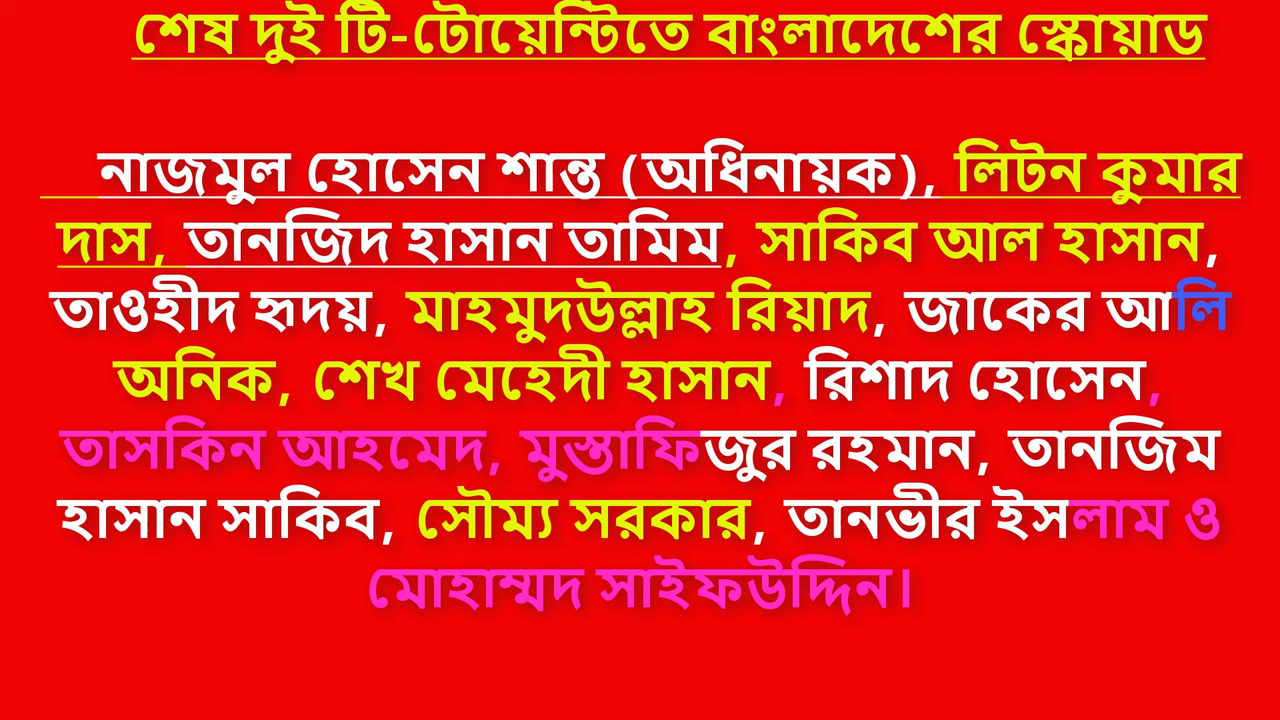 শেষ দুই টি-টোয়েন্টিতে বাংলাদেশের স্কোয়াড
নাজমুল হোসেন শান্ত (অধিনায়ক), লিটন কুমার
দাস, তানজিদ হাসান তামিম, সাকিব আল হাসান,
তাওহীদ হৃদয়, মাহমুদউল্লাহ রিয়াদ, জাকের আলি
অনিক, শেখ মেহেদী হাসান, রিশাদ হোসেন,
তাসকিন আহমেদ, মুস্তাফিজুর রহমান, তানজিম
হাসান সাকিব, সৌম্য সরকার, তানভীর ইসলাম ও
মোহাম্মদ সাইফউদ্দিন।